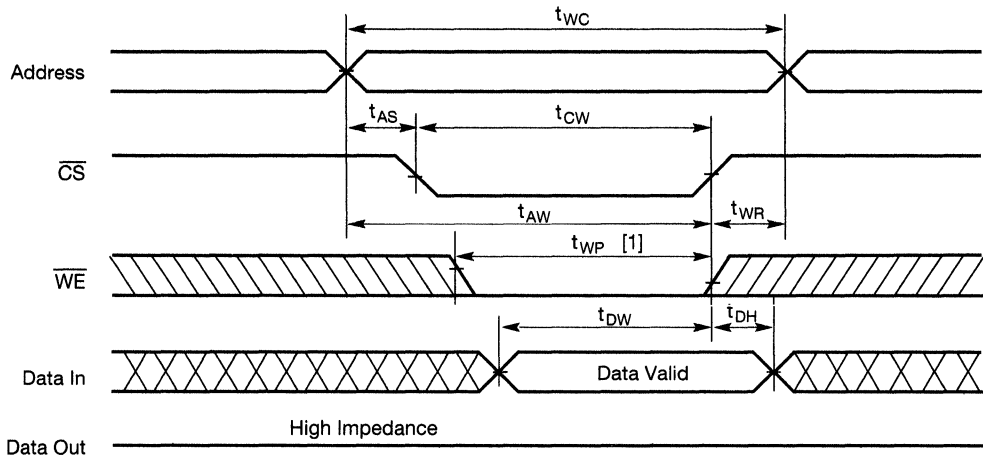 tWC
Address
tAS
tCW
CS
tAW
tWR
tWP [1]
WE
tDW
tDH
Data In
Data Valid
High Impedance
Data Out